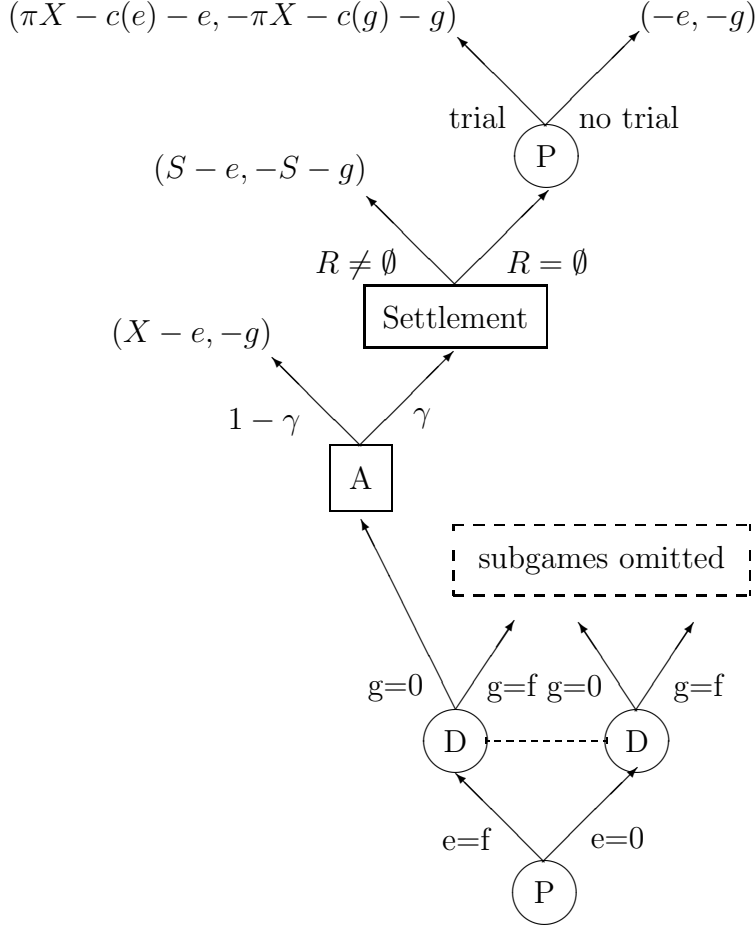 (πX − c(e) − e, −πX − c(g) − g)
(−e, −g)
trial
no trial
P
(S − e, −S − g)
R ≠ ∅
R = ∅
Settlement
(X − e, −g)
1 − γ
γ
A
subgames omitted
g=0
g=f
g=0
g=f
D
D
e=f
e=0
P